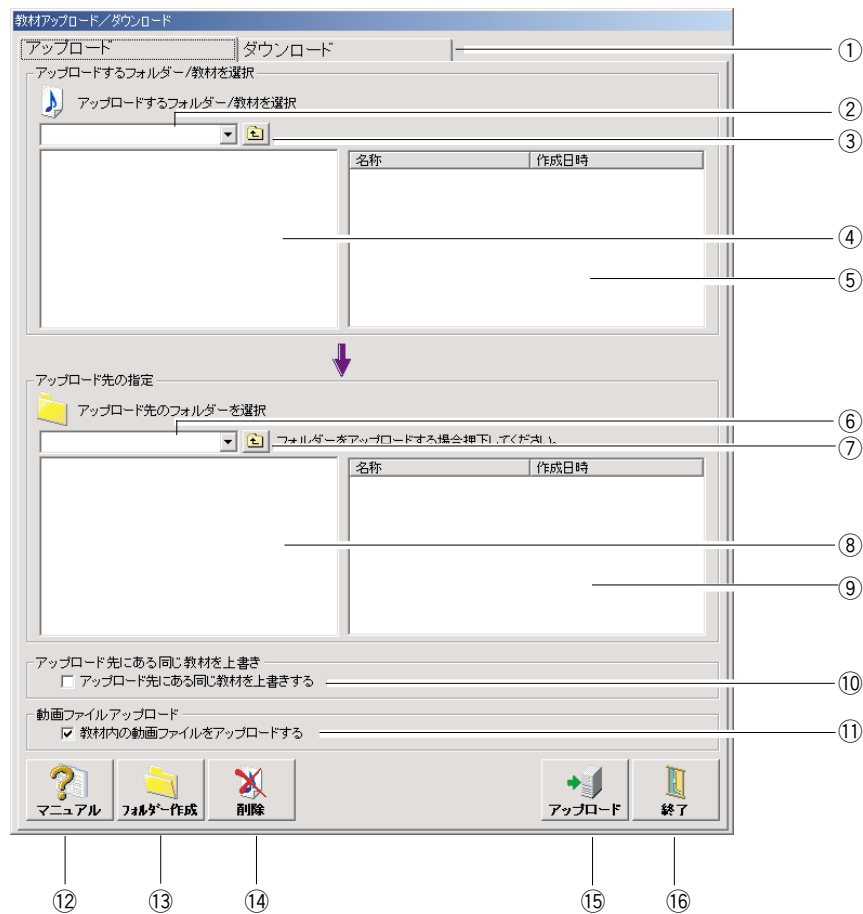 教材アップロード／ダウンロード
アップロード ダウンロード ①
アップロードするフォルダー/教材を選択
アップロードするフォルダー/教材を選択 ②
③
名称 作成日時
④
⑤
アップロード先の指定
アップロード先のフォルダーを選択 ⑥
フォルダーをアップロードする場合押下してください。 ⑦
名称 作成日時
⑧
⑨
アップロード先にある同じ教材を上書き
アップロード先にある同じ教材を上書きする ⑩
動画ファイルアップロード
教材内の動画ファイルをアップロードする ⑪
マニュアル ﾌｫﾙﾀﾞｰ作成 削除 アップロード 終了
⑫ ⑬ ⑭ ⑮ ⑯